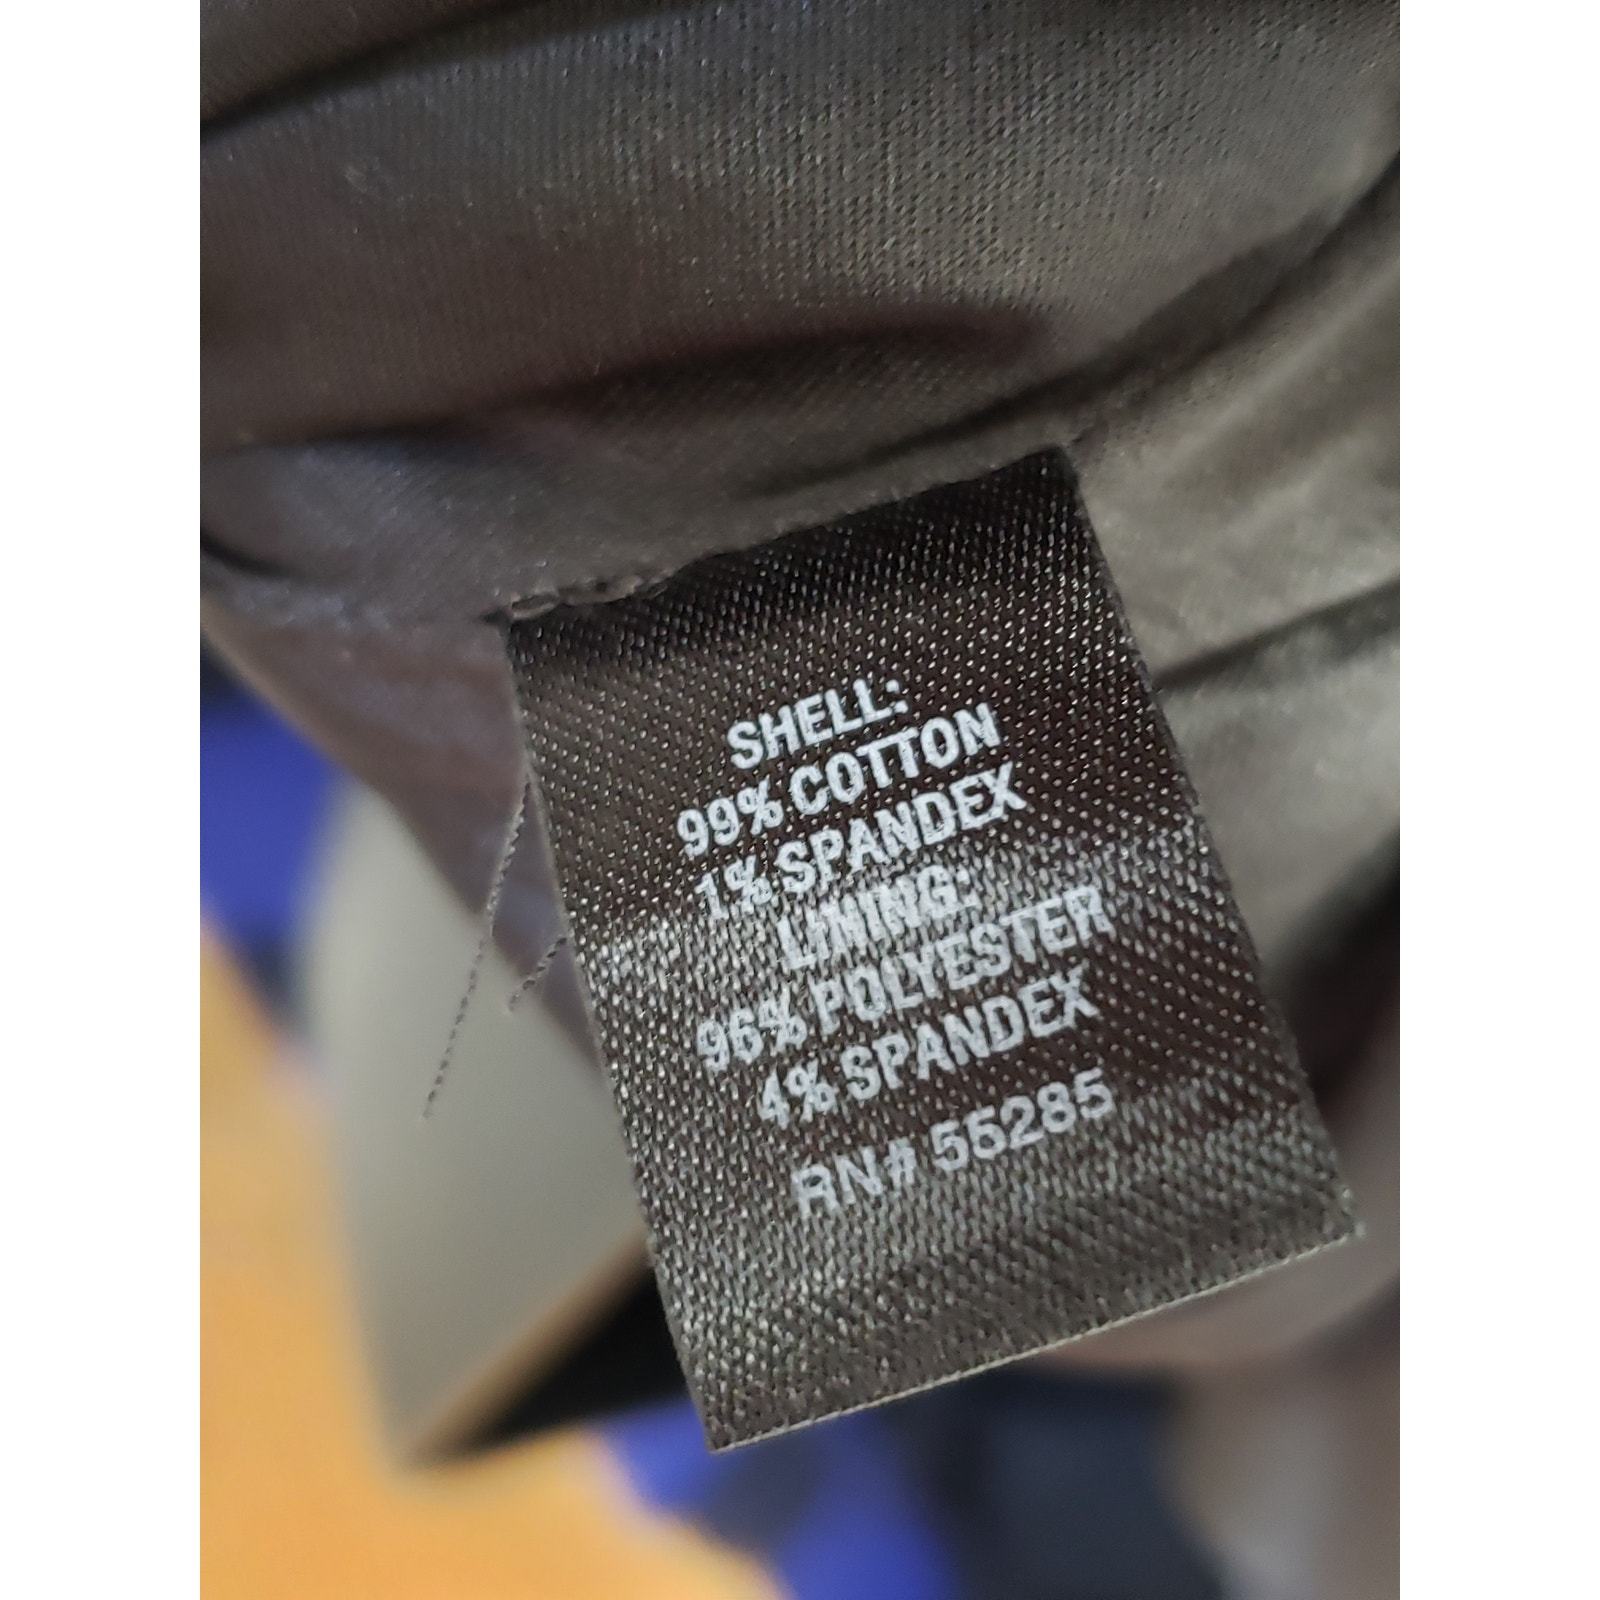 SHELL:
99% COTTON
1% SPANDEX
LINING:
96% POLYESTER
4% SPANDEX
RN# 55285